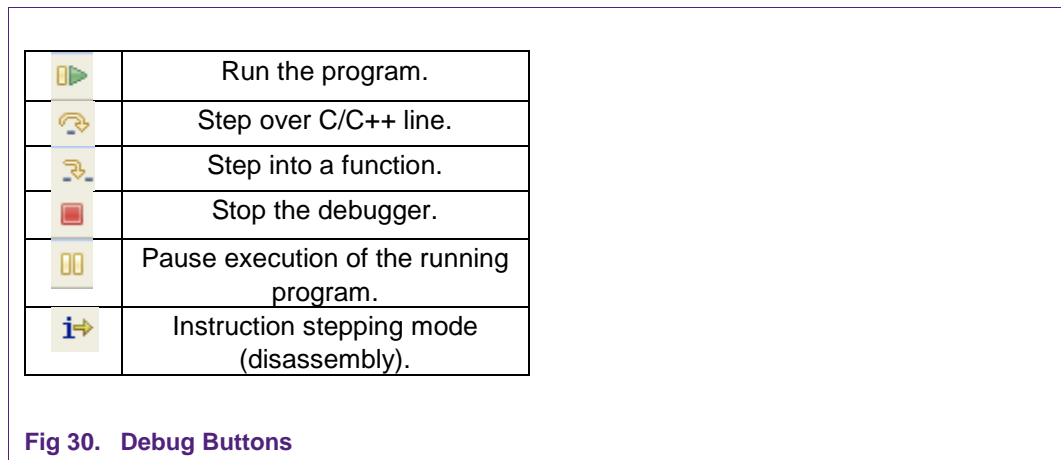 Run the program.
Step over C/C++ line.
Step into a function.
Stop the debugger.
Pause execution of the running
program.
i
Instruction stepping mode
(disassembly).
Fig 30. Debug Buttons